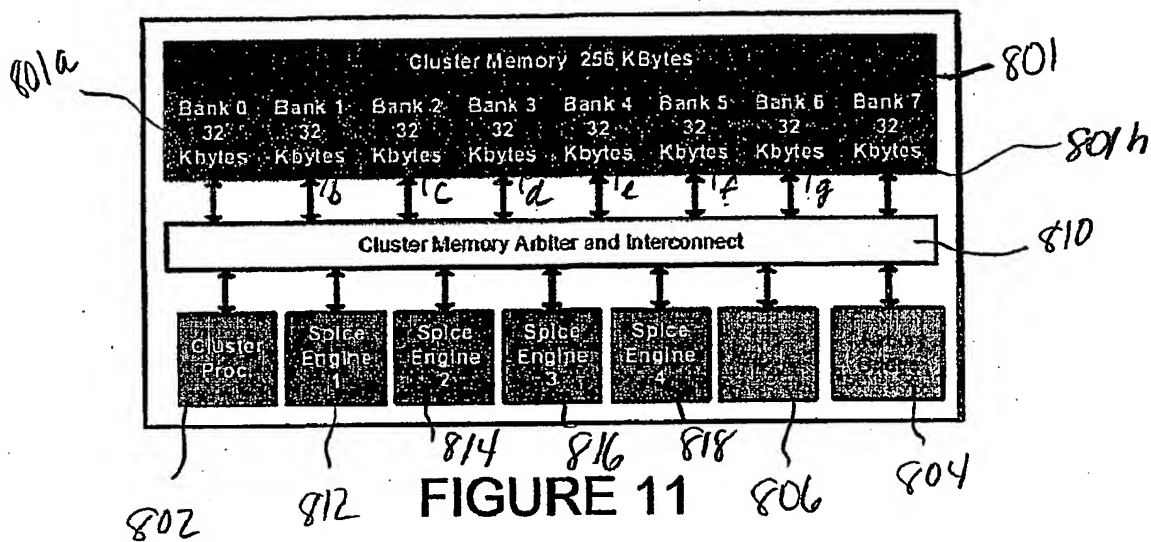 Cluster Memory 256 KBytes
801a
801
Bank 0 Bank 1 Bank 2 Bank 3 Bank 4 Bank 5 Bank 6 Bank 7
32 32 32 32 32 32 32 32
Kbytes Kbytes Kbytes Kbytes Kbytes Kbytes Kbytes Kbytes
801h
b c d e f g
Cluster Memory Arbiter and Interconnect
810
Cluster Proc.
Splce Engine 1
Splce Engine 2
Splce Engine 3
Splce Engine 4
802 812 814 816 818 806 804
FIGURE 11